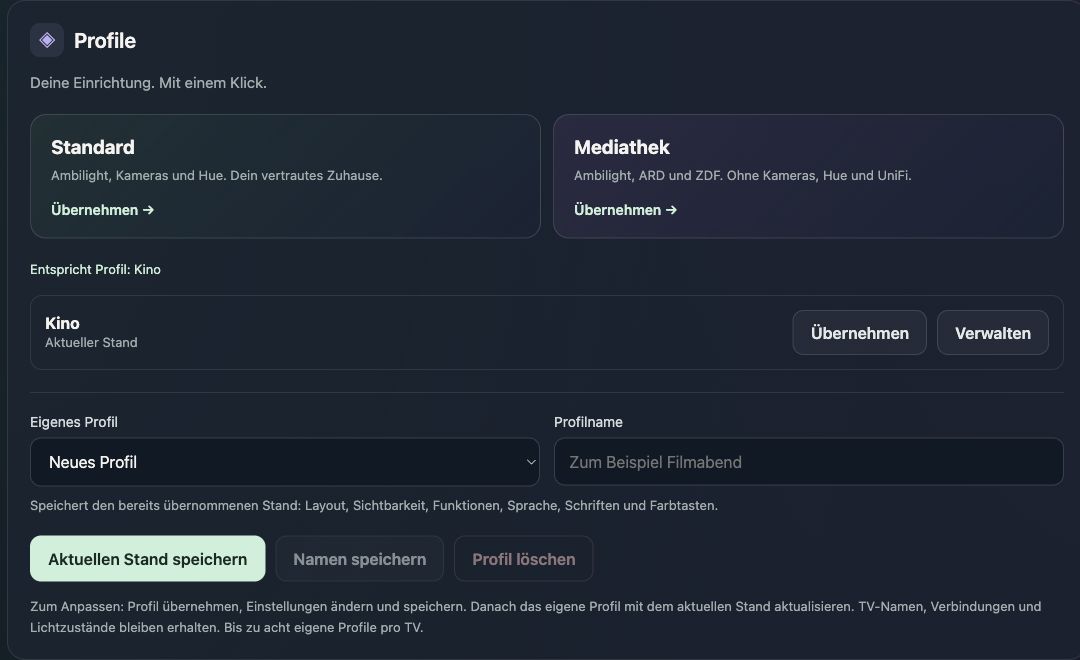 Profile
Deine Einrichtung. Mit einem Klick.
Standard
Ambilight, Kameras und Hue. Dein vertrautes Zuhause.
Übernehmen →
Mediathek
Ambilight, ARD und ZDF. Ohne Kameras, Hue und UniFi.
Übernehmen →
Entspricht Profil: Kino
Kino
Aktueller Stand
Übernehmen
Verwalten
Eigenes Profil
Neues Profil
Profilname
Zum Beispiel Filmabend
Speichert den bereits übernommenen Stand: Layout, Sichtbarkeit, Funktionen, Sprache, Schriften und Farbtasten.
Aktuellen Stand speichern
Namen speichern
Profil löschen
Zum Anpassen: Profil übernehmen, Einstellungen ändern und speichern. Danach das eigene Profil mit dem aktuellen Stand aktualisieren. TV-Namen, Verbindungen und
Lichtzustände bleiben erhalten. Bis zu acht eigene Profile pro TV.